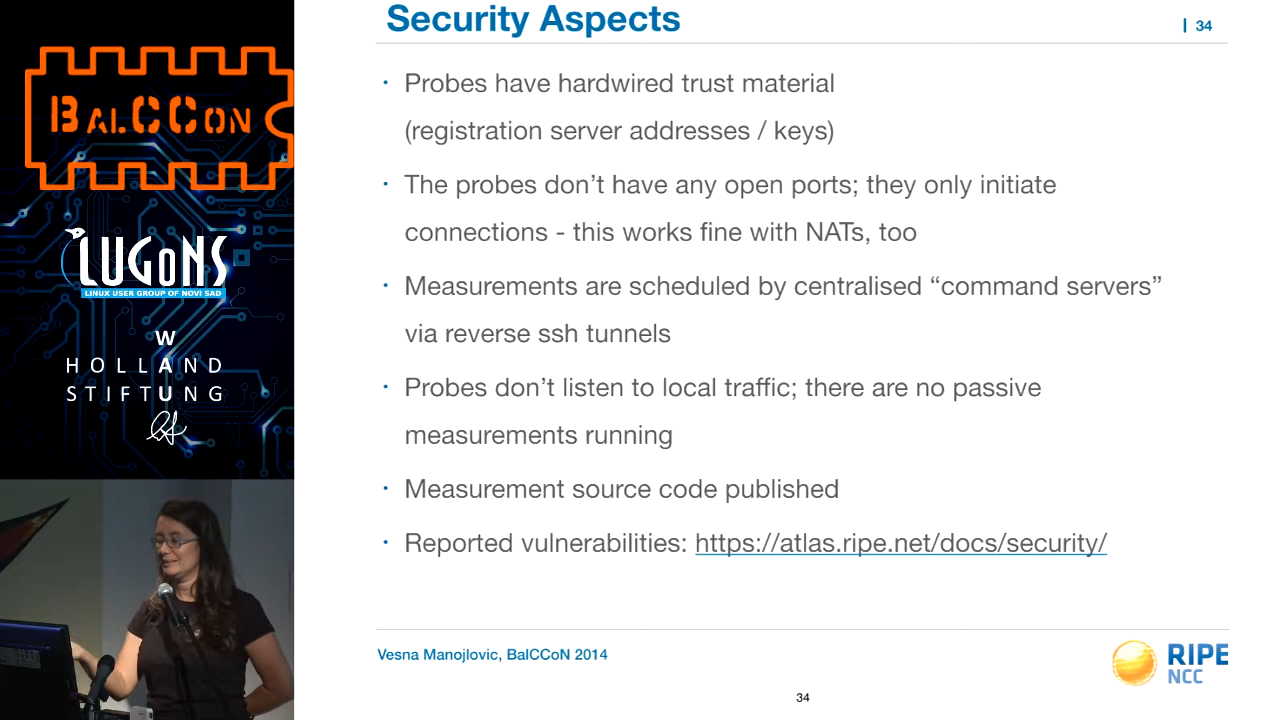 Security Aspects
| 34
BALCCON
LUGONS
LINUX USER GROUP OF NOVI SAD
W
HOLLAND
STIFTUNG
· Probes have hardwired trust material
(registration server addresses / keys)
· The probes don’t have any open ports; they only initiate
connections - this works fine with NATs, too
· Measurements are scheduled by centralised “command servers”
via reverse ssh tunnels
· Probes don’t listen to local traffic; there are no passive
measurements running
· Measurement source code published
· Reported vulnerabilities: https://atlas.ripe.net/docs/security/
Vesna Manojlovic, BalCCoN 2014
RIPE
NCC
34